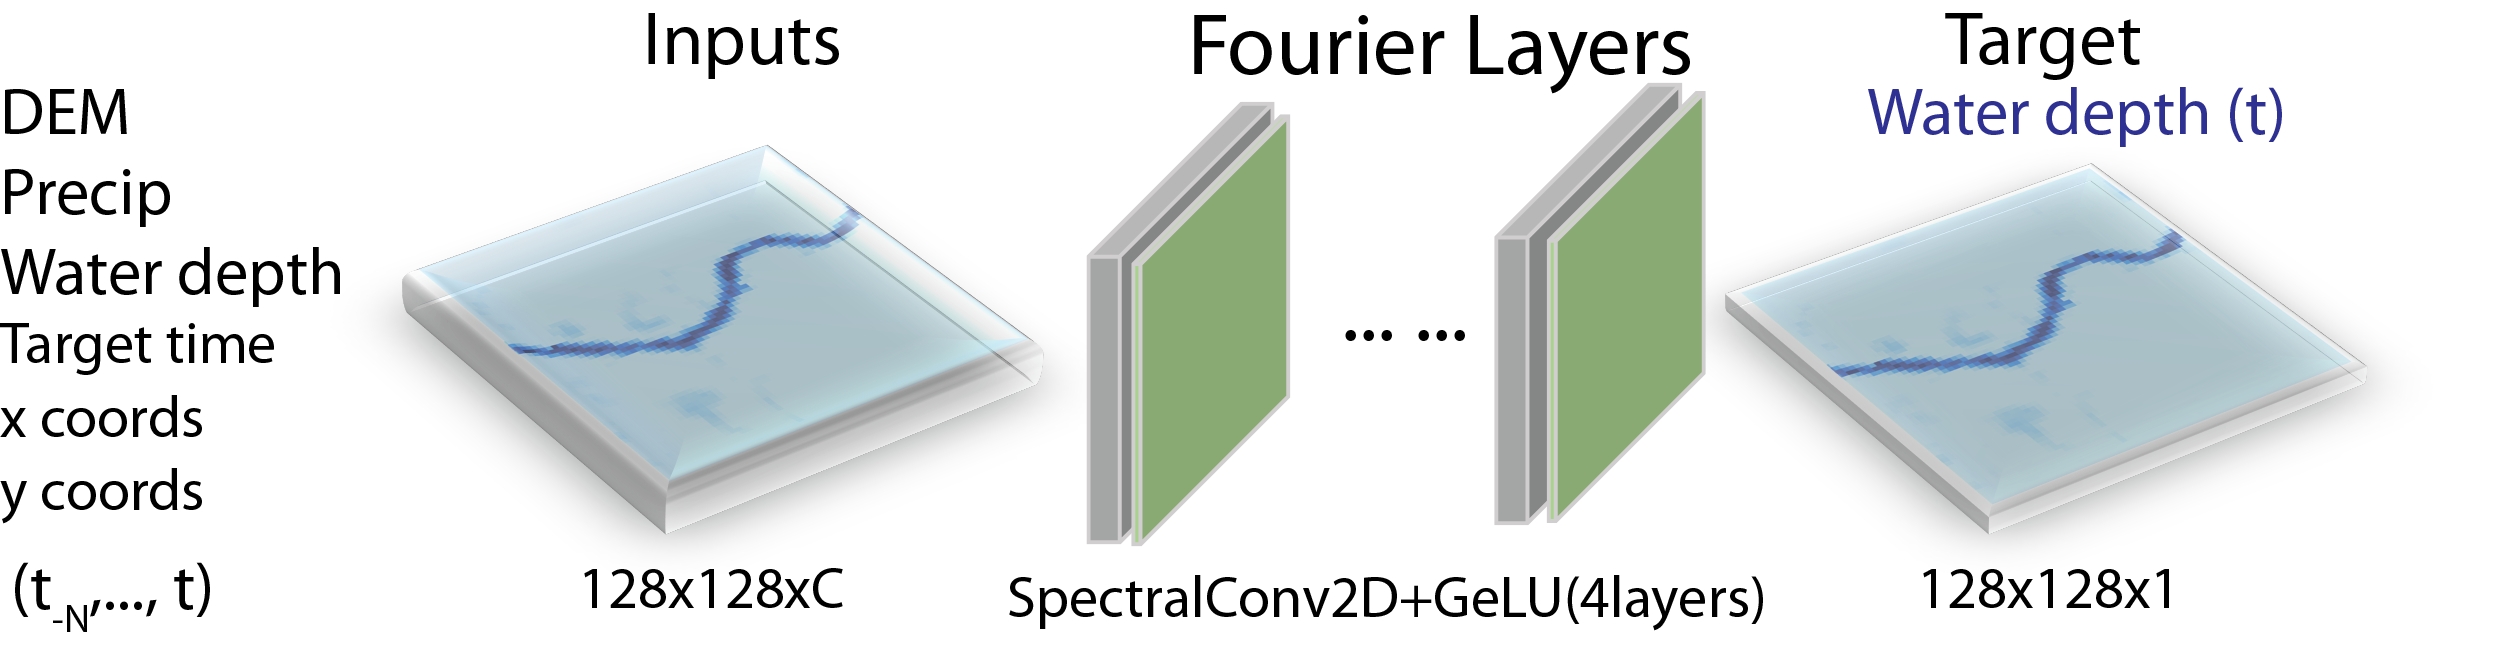 Inputs
Fourier Layers
Target
Water depth (t)
DEM
Precip
Water depth
Target time
x coords
y coords
(t-N,..., t)
128x128xC
... ...
SpectralConv2D+GeLU(4layers)
128x128x1